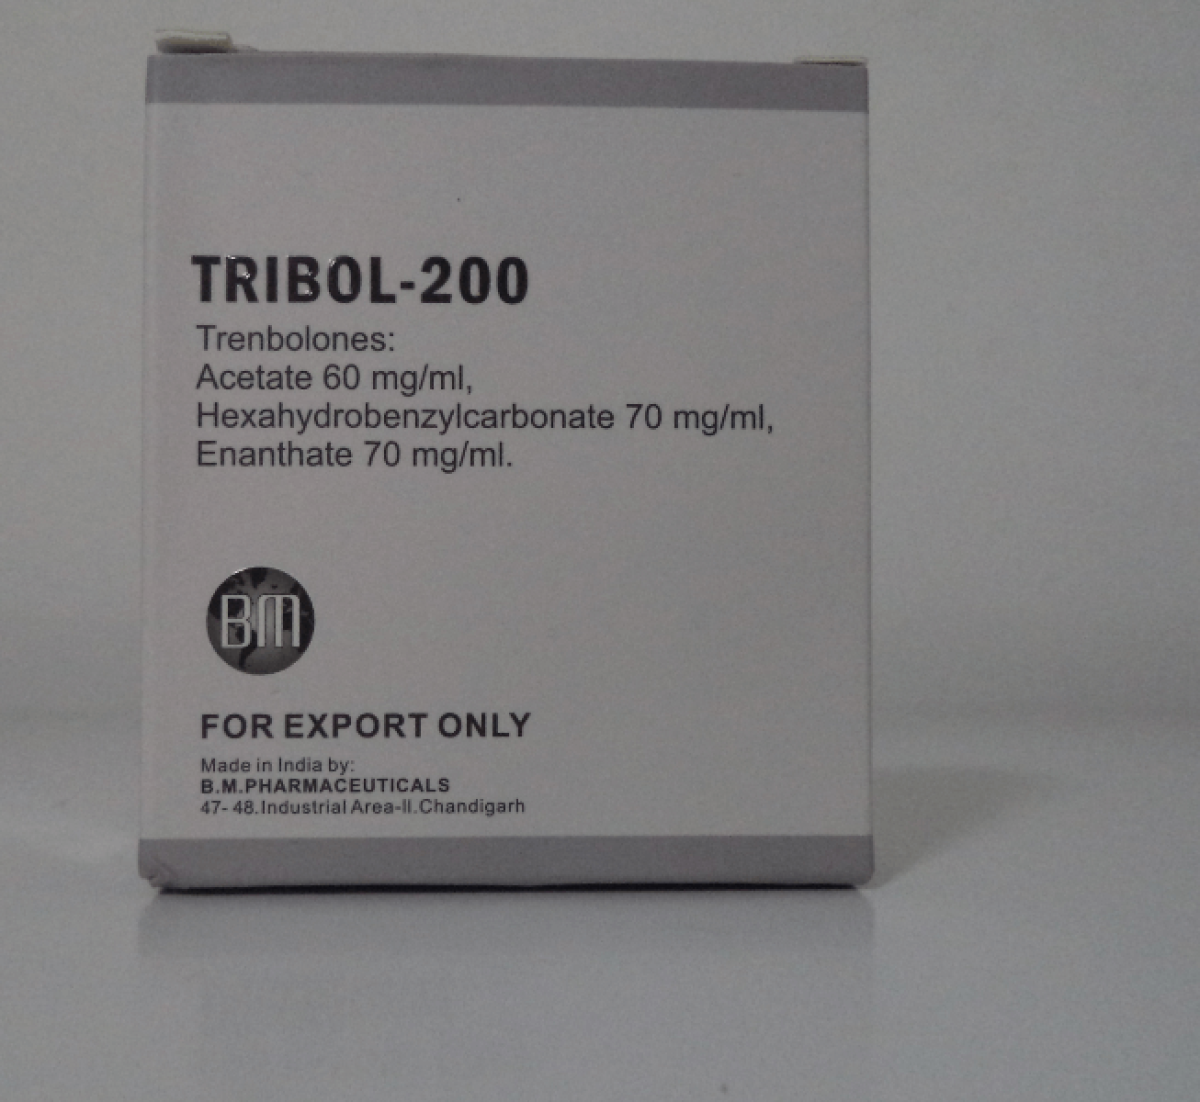 TRIBOL-200
Trenbolones:
Acetate 60 mg/ml,
Hexahydrobenzylcarbonate 70 mg/ml,
Enanthate 70 mg/ml.
BM
FOR EXPORT ONLY
Made in India by:
B.M.PHARMACEUTICALS
47- 48.Industrial Area-II.Chandigarh